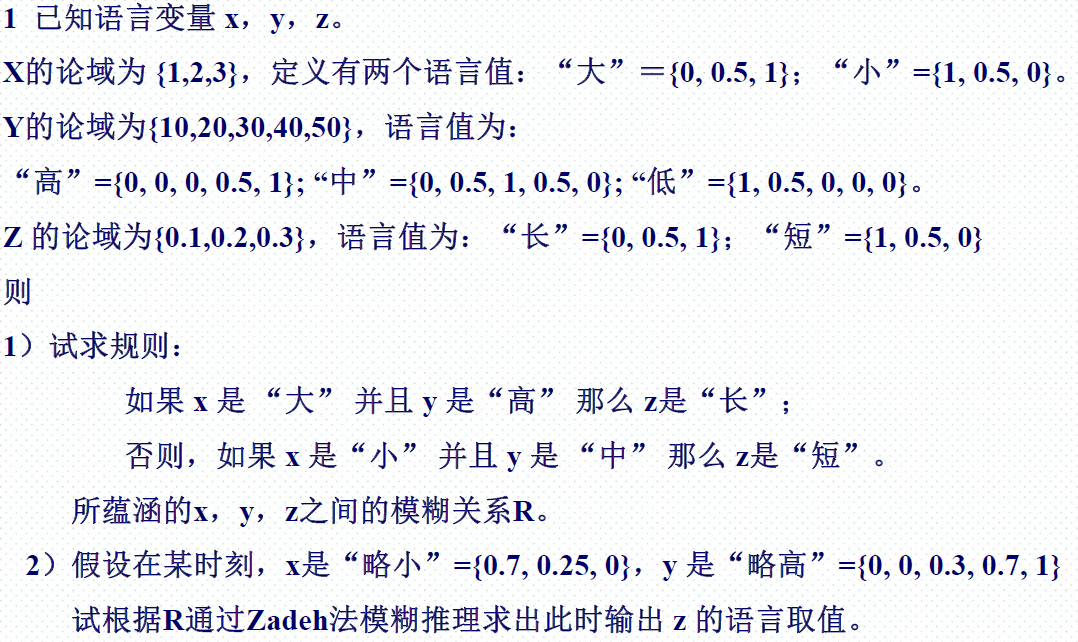 1 已知语言变量 x，y，z。
X的论域为 {1,2,3}，定义有两个语言值：“大”＝{0, 0.5, 1}；“小”={1, 0.5, 0}。
Y的论域为{10,20,30,40,50}，语言值为：
“高”={0, 0, 0, 0.5, 1}; “中”={0, 0.5, 1, 0.5, 0}; “低”={1, 0.5, 0, 0, 0}。
Z 的论域为{0.1,0.2,0.3}，语言值为：“长”={0, 0.5, 1}；“短”={1, 0.5, 0}
则
1）试求规则：
如果 x 是 “大” 并且 y 是“高” 那么 z是“长”；
否则，如果 x 是“小” 并且 y 是 “中” 那么 z是“短”。
所蕴涵的x，y，z之间的模糊关系R。
2）假设在某时刻，x是“略小”={0.7, 0.25, 0}，y 是“略高”={0, 0, 0.3, 0.7, 1}
试根据R通过Zadeh法模糊推理求出此时输出 z 的语言取值。